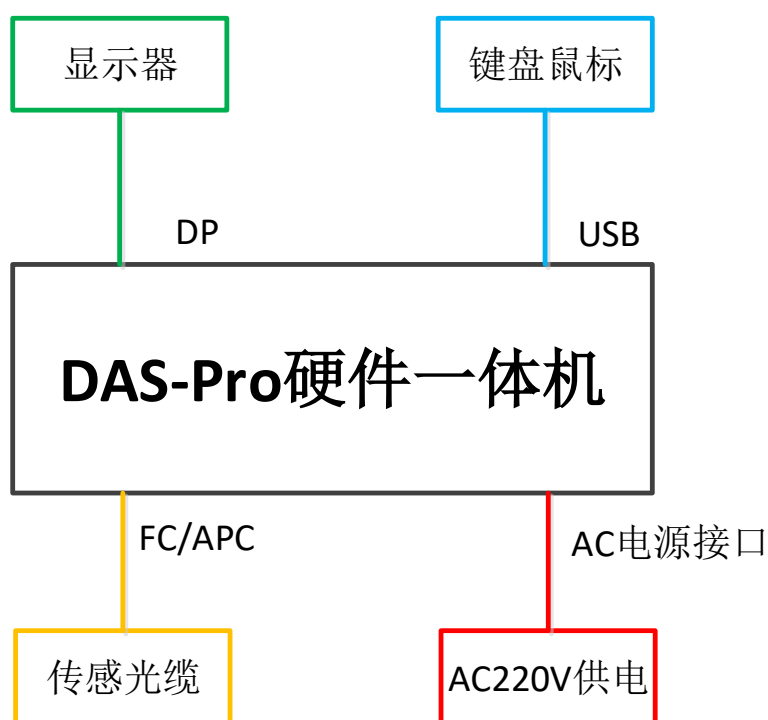 显示器
键盘鼠标
DP
USB
DAS-Pro硬件一体机
FC/APC
AC电源接口
传感光缆
AC220V供电